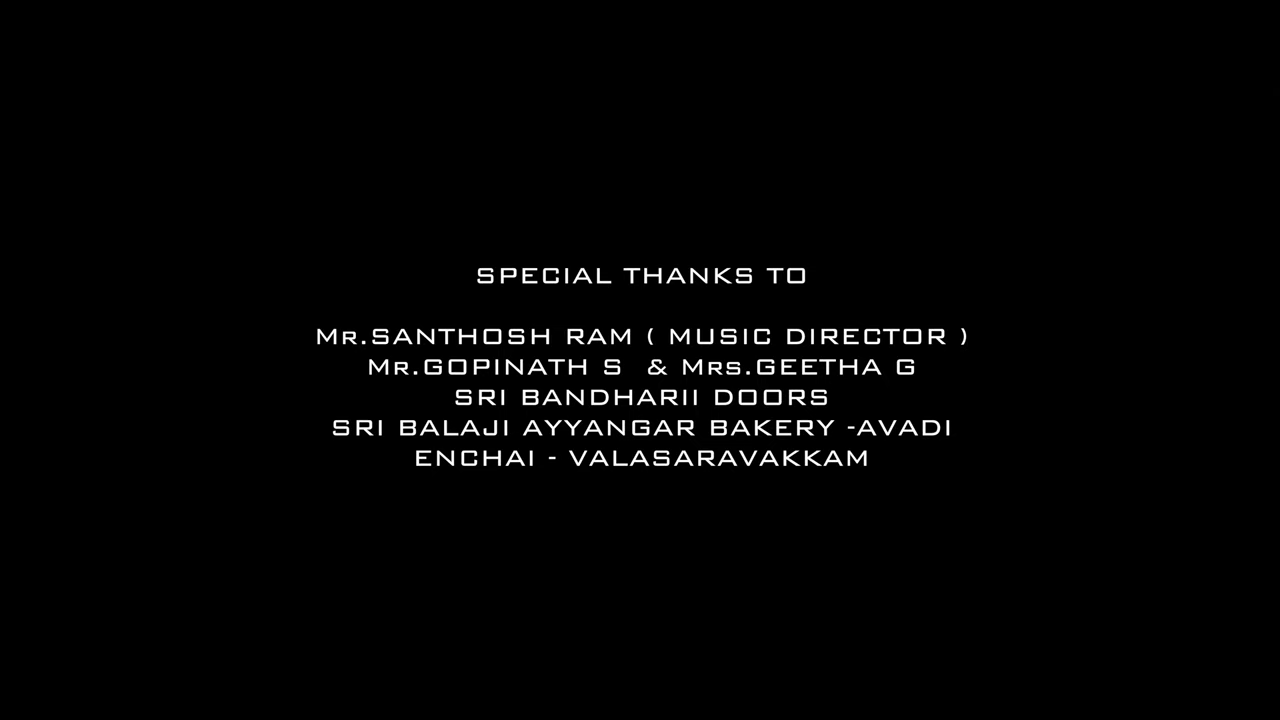 SPECIAL THANKS TO
Mr.SANTHOSH RAM ( MUSIC DIRECTOR )
Mr.GOPINATH S & Mrs.GEETHA G
SRI BANDHARII DOORS
SRI BALAJI AYYANGAR BAKERY -AVADI
ENCHAI - VALASARAVAKKAM